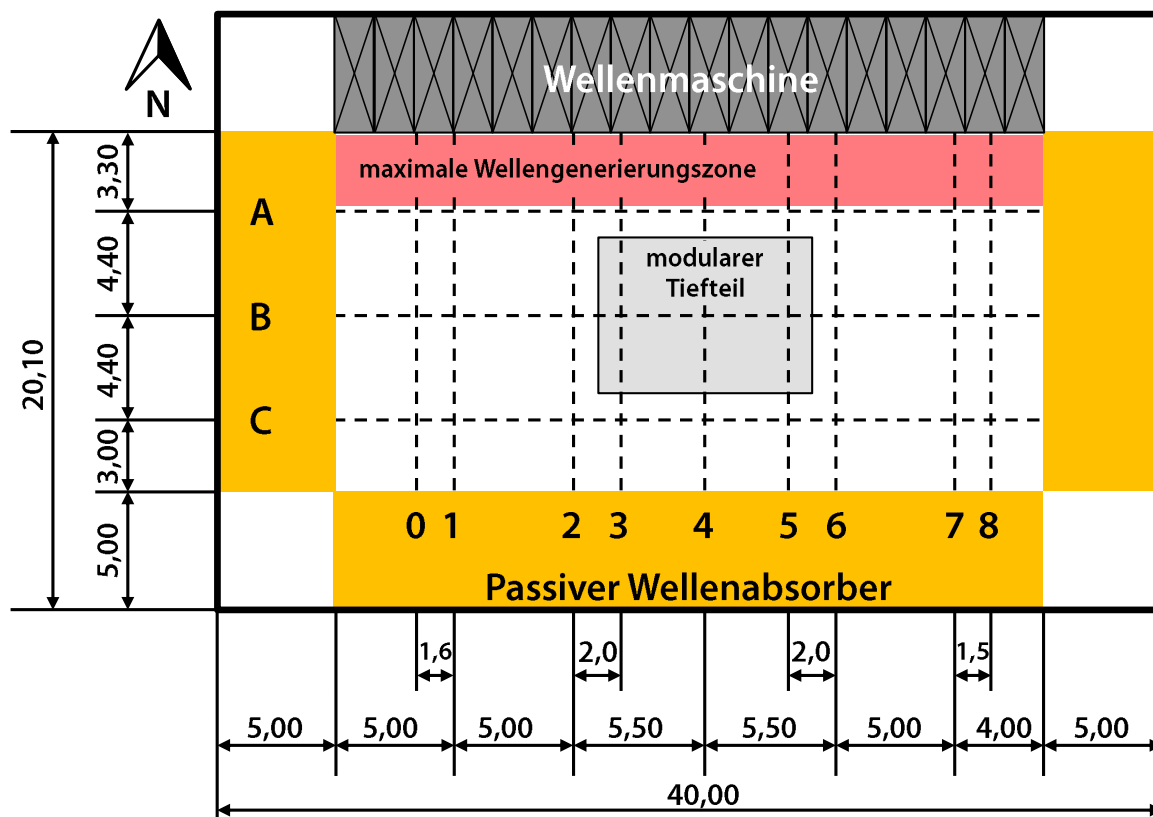 Wellenmaschine
N
maximale Wellengenerierungszone
3,30
A
4,40
modularer
Tiefteil
B
20,10
4,40
C
3,00
0 1 2 3 4 5 6 7 8
5,00
Passiver Wellenabsorber
1,6 2,0 2,0 1,5
5,00 5,00 5,00 5,50 5,50 5,00 4,00 5,00
40,00